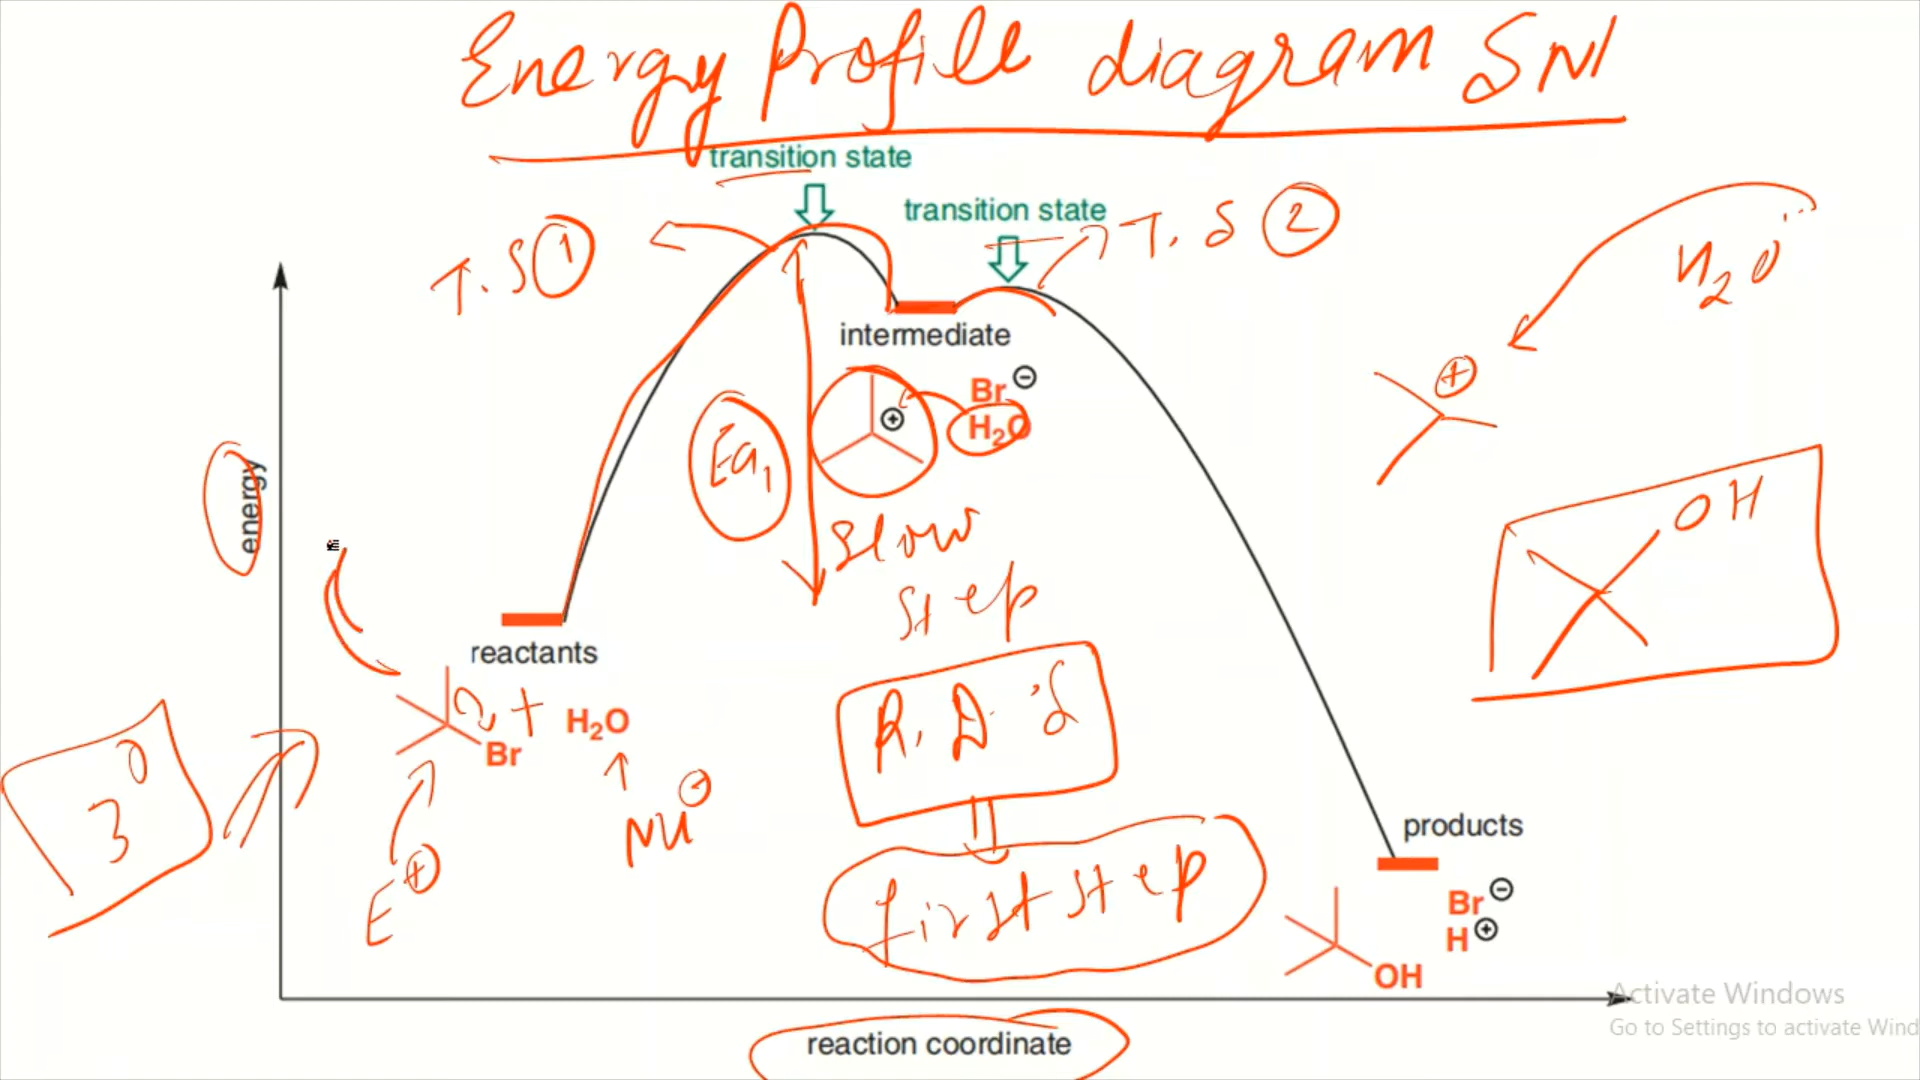 Energy Profile diagram SN1
transition state
transition state
T.S 1
T.S 2
H2O
intermediate
+
Br -
H2O
+
Ea1
energy
Slow
step
OH
reactants
+ H2O
Br
R.D.S
3°
Nu -
E +
first step
products
Br -
H +
OH
reaction coordinate
Activate Windows
Go to Settings to activate Wind